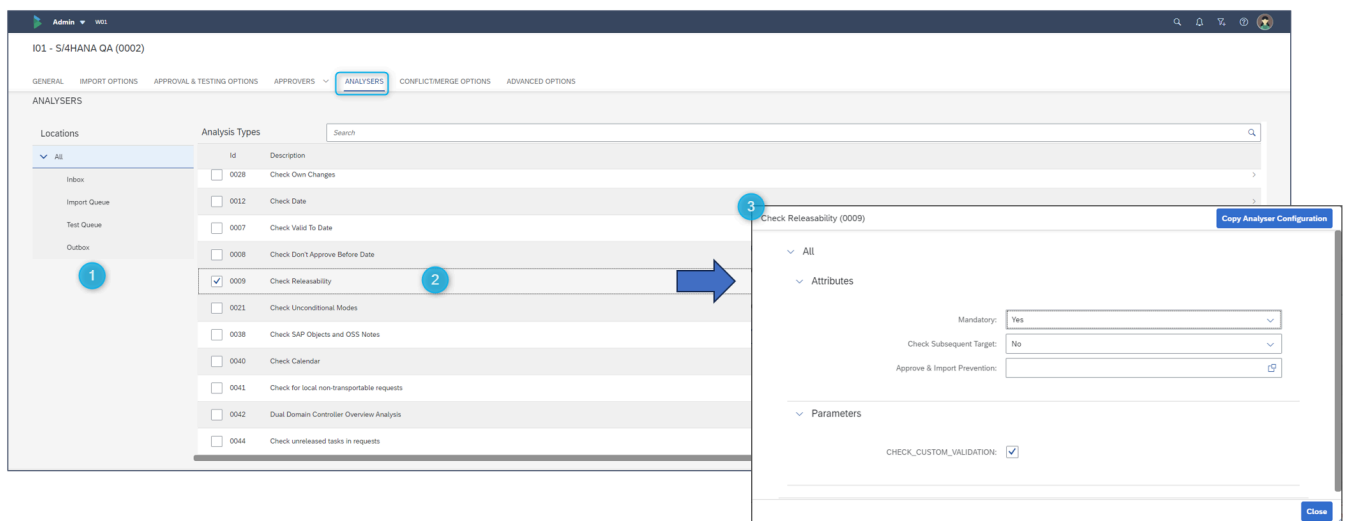 Admin W01
I01 - S/4HANA QA (0002)
GENERAL IMPORT OPTIONS APPROVAL & TESTING OPTIONS APPROVERS ANALYSERS CONFLICT/MERGE OPTIONS ADVANCED OPTIONS
ANALYSERS
Locations
All
Inbox
Import Queue
Test Queue
Outbox
1
Analysis Types Search
Id Description
0028 Check Own Changes
0012 Check Date
0007 Check Valid To Date
0008 Check Don't Approve Before Date
0009 Check Releasability 2
0021 Check Unconditional Modes
0038 Check SAP Objects and OSS Notes
0040 Check Calendar
0041 Check for local non-transportable requests
0042 Dual Domain Controller Overview Analysis
0044 Check unreleased tasks in requests
3
Check Releasability (0009) Copy Analyser Configuration
All
Attributes
Mandatory: Yes
Check Subsequent Target: No
Approve & Import Prevention:
Parameters
CHECK_CUSTOM_VALIDATION:
Close